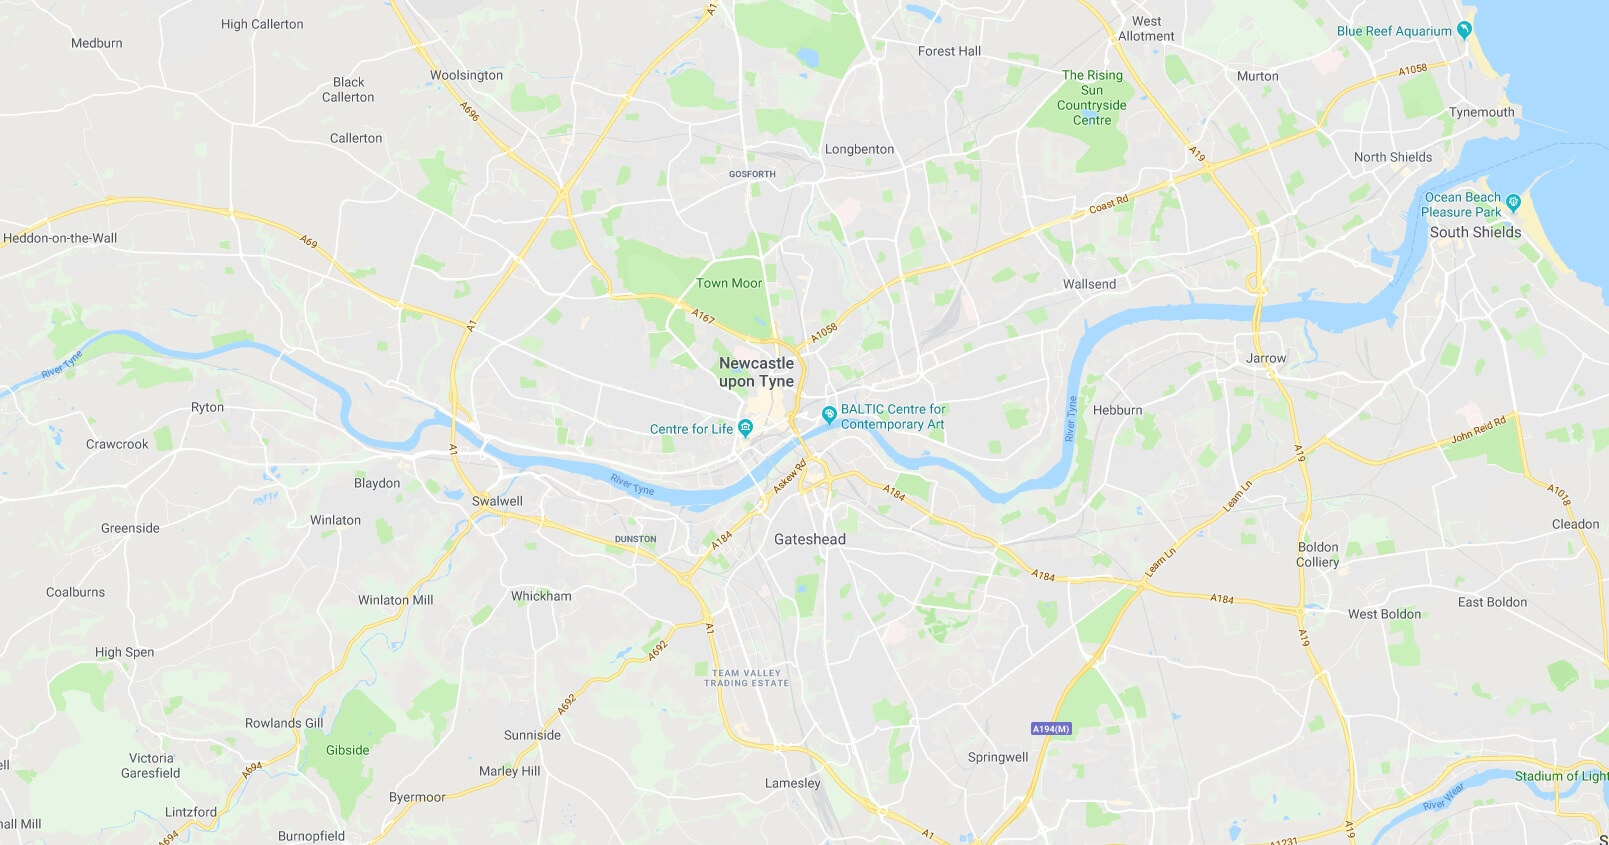 High Callerton
Medburn
A1
West
Allotment
Blue Reef Aquarium
Forest Hall
Woolsington
Black
Callerton
The Rising
Sun
Countryside
Centre
Murton
A1058
A696
Tynemouth
Callerton
Longbenton
A19
North Shields
GOSFORTH
Ocean Beach
Pleasure Park
Coast Rd
South Shields
Heddon-on-the-Wall
A69
Town Moor
Wallsend
A167
A1
A1058
River Tyne
Newcastle
upon Tyne
Jarrow
Ryton
BALTIC Centre for
Contemporary Art
Hebburn
River Tyne
Centre for Life
John Reid Rd
Crawcrook
A1
A19
Blaydon
River Tyne
Askew Rd
A184
Leam Ln
A1018
Swalwell
Greenside
Winlaton
DUNSTON
A184
Gateshead
Cleadon
Boldon
Colliery
Leam Ln
A184
Coalburns
Winlaton Mill
Whickham
A184
West Boldon
East Boldon
A1
A19
High Spen
A692
TEAM VALLEY
TRADING ESTATE
A692
Rowlands Gill
Sunniside
A194(M)
Gibside
Victoria
Garesfield
A694
Marley Hill
Springwell
Lamesley
Stadium of Light
Byermoor
River Wear
Lintzford
A694
Burnopfield
A1
A19
A1231